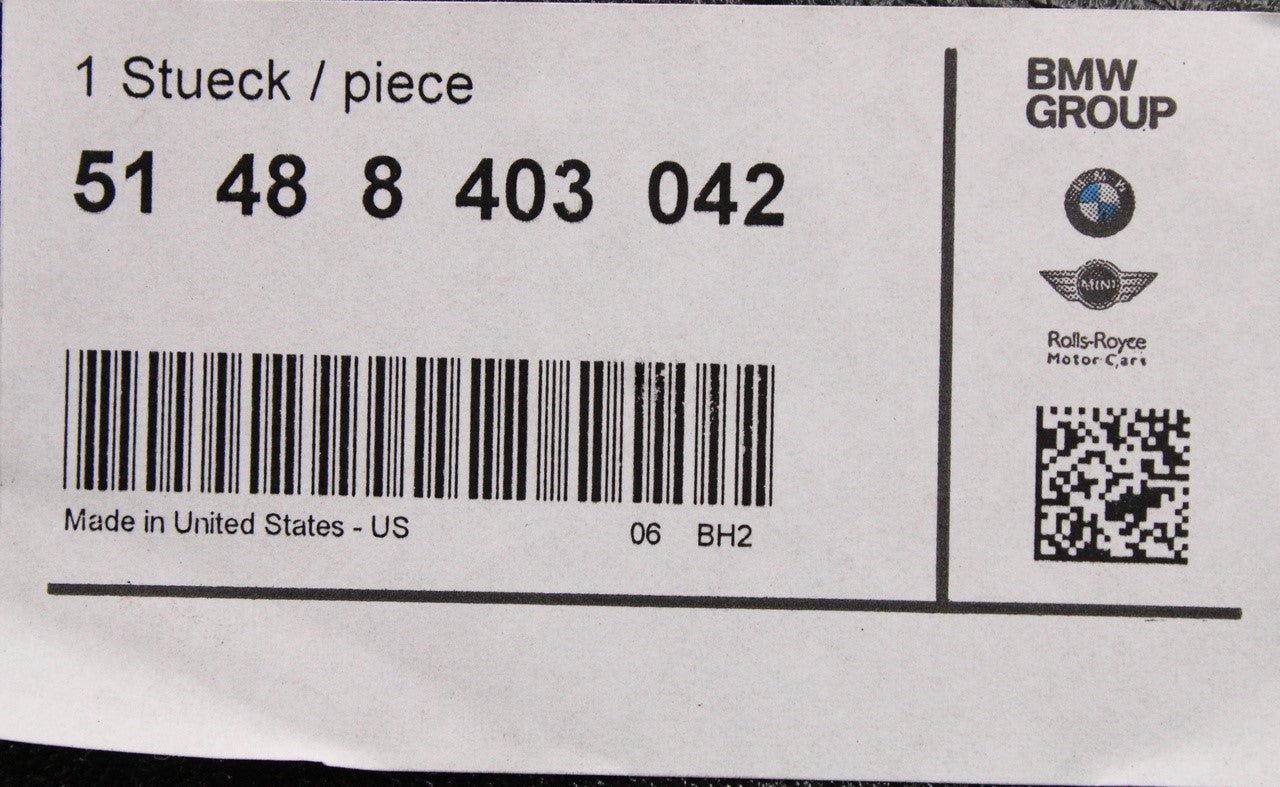 1 Stueck / piece
51 48 8 403 042
Made in United States - US
06 BH2
BMW
GROUP
BMW
MINI
Rolls-Royce
Motor Cars